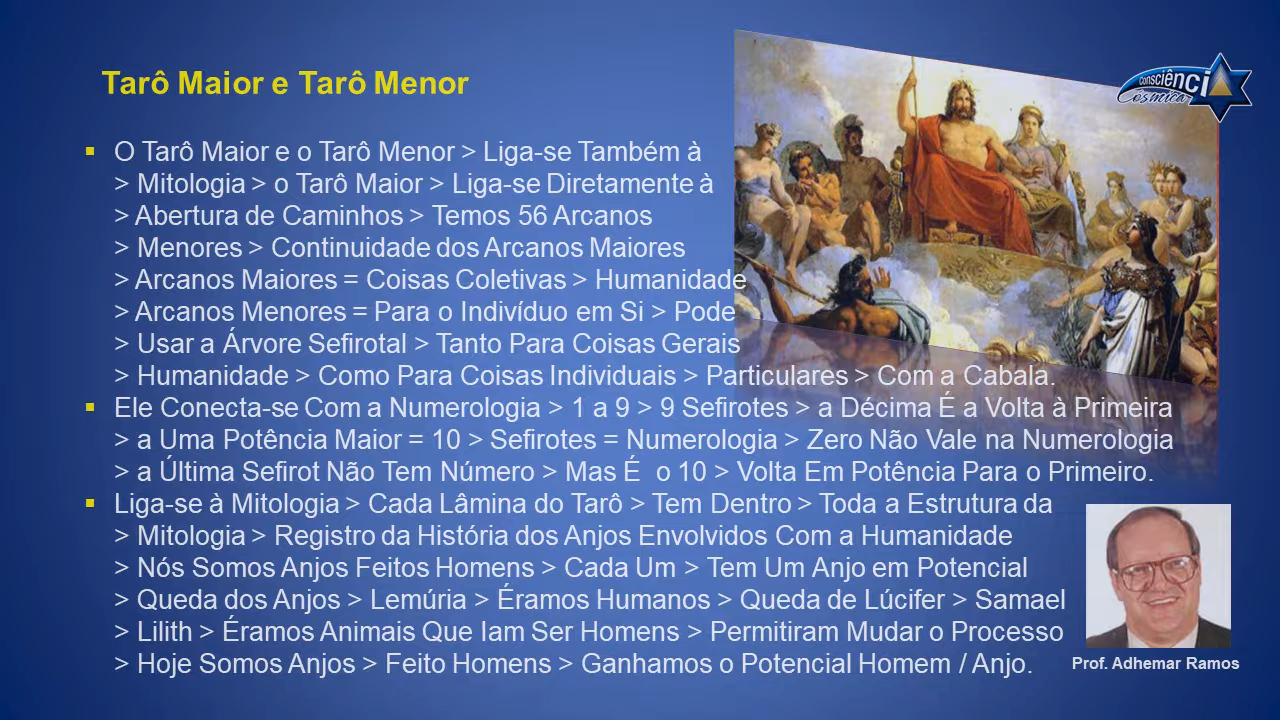 Tarô Maior e Tarô Menor
consciênci
Cósmica
O Tarô Maior e o Tarô Menor > Liga-se Também à
> Mitologia > o Tarô Maior > Liga-se Diretamente à
> Abertura de Caminhos > Temos 56 Arcanos
> Menores > Continuidade dos Arcanos Maiores
> Arcanos Maiores = Coisas Coletivas > Humanidade
> Arcanos Menores = Para o Indivíduo em Si > Pode
> Usar a Árvore Sefirotal > Tanto Para Coisas Gerais
> Humanidade > Como Para Coisas Individuais > Particulares > Com a Cabala.
Ele Conecta-se Com a Numerologia > 1 a 9 > 9 Sefirotes > a Décima É a Volta à Primeira
> a Uma Potência Maior = 10 > Sefirotes = Numerologia > Zero Não Vale na Numerologia
> a Última Sefirot Não Tem Número > Mas É o 10 > Volta Em Potência Para o Primeiro.
Liga-se à Mitologia > Cada Lâmina do Tarô > Tem Dentro > Toda a Estrutura da
> Mitologia > Registro da História dos Anjos Envolvidos Com a Humanidade
> Nós Somos Anjos Feitos Homens > Cada Um > Tem Um Anjo em Potencial
> Queda dos Anjos > Lemúria > Éramos Humanos > Queda de Lúcifer > Samael
> Lilith > Éramos Animais Que Iam Ser Homens > Permitiram Mudar o Processo
> Hoje Somos Anjos > Feito Homens > Ganhamos o Potencial Homem / Anjo.
Prof. Adhemar Ramos